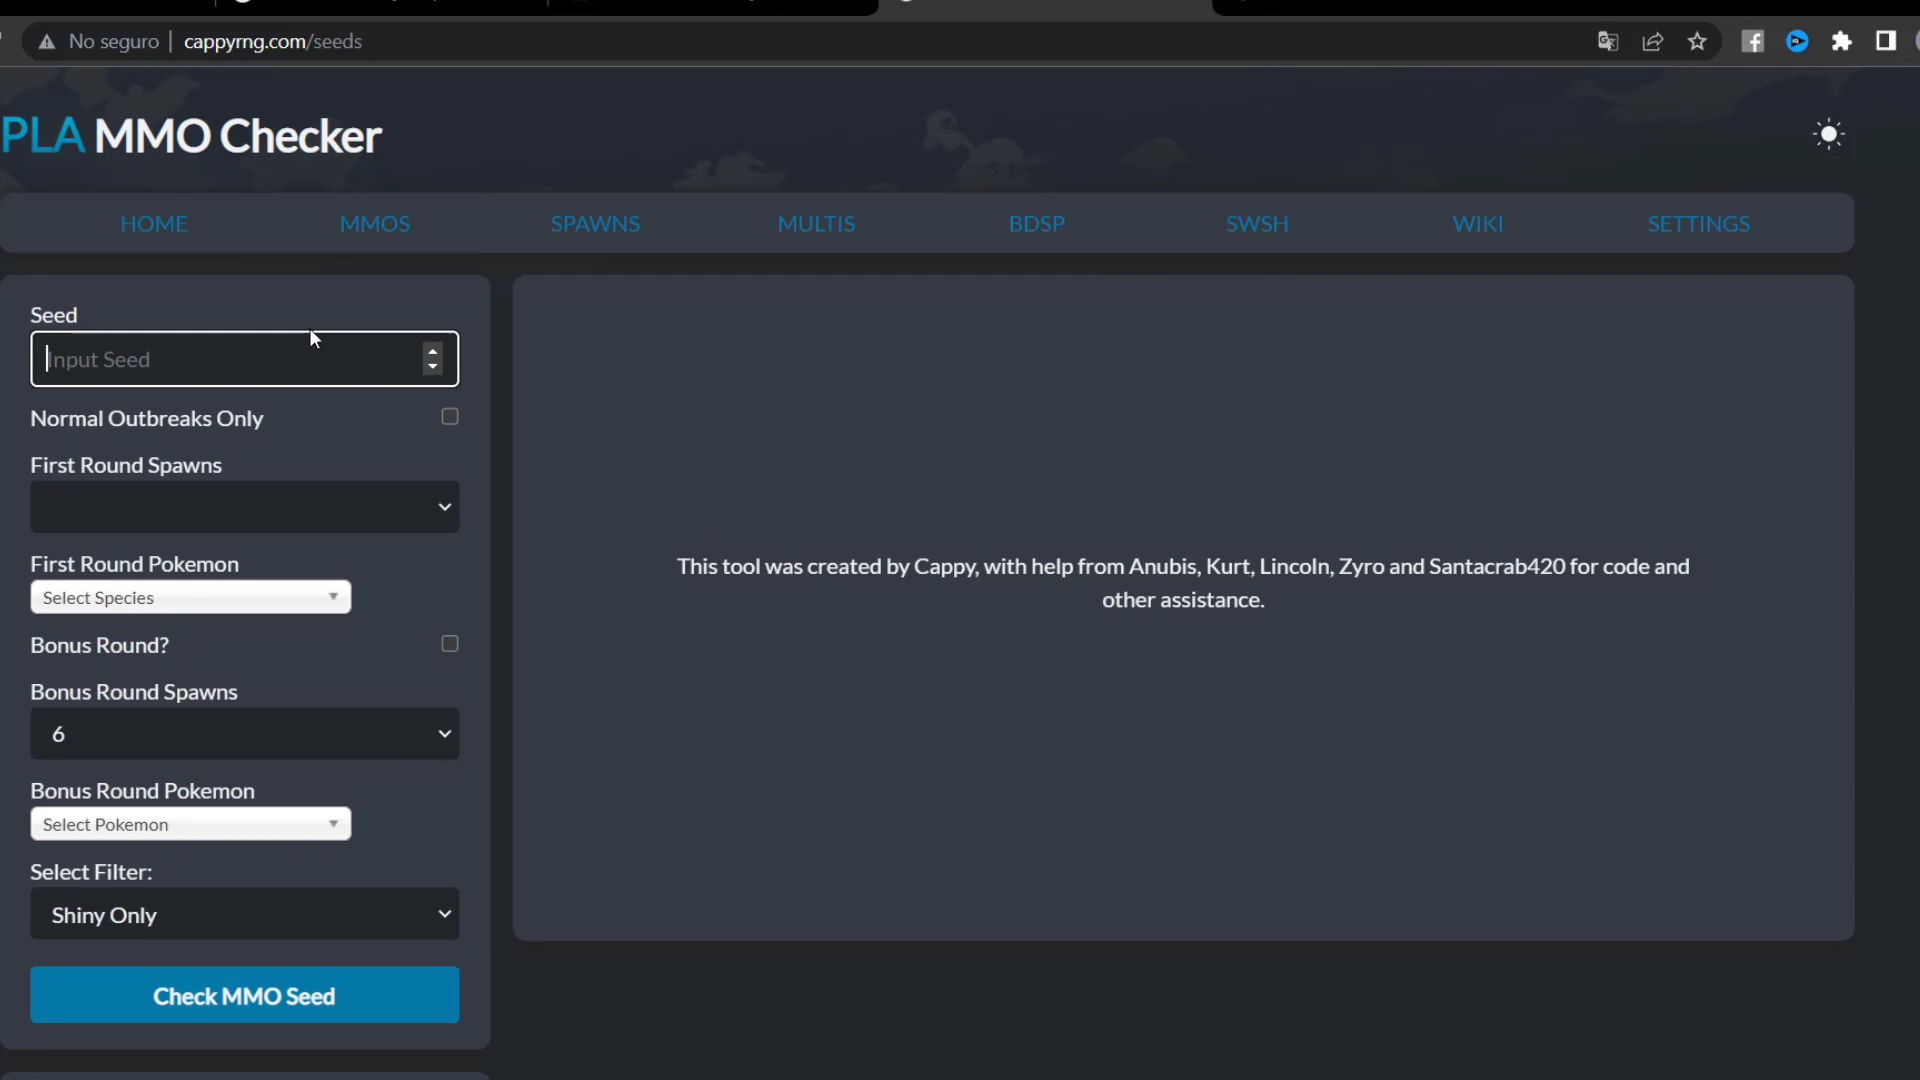 No seguro cappyrng.com/seeds
PLA MMO Checker
HOME MMOS SPAWNS MULTIS BDSP SWSH WIKI SETTINGS
Seed
Input Seed
Normal Outbreaks Only
First Round Spawns
First Round Pokemon
Select Species
Bonus Round?
Bonus Round Spawns
6
Bonus Round Pokemon
Select Pokemon
Select Filter:
Shiny Only
Check MMO Seed
This tool was created by Cappy, with help from Anubis, Kurt, Lincoln, Zyro and Santacrab420 for code and
other assistance.